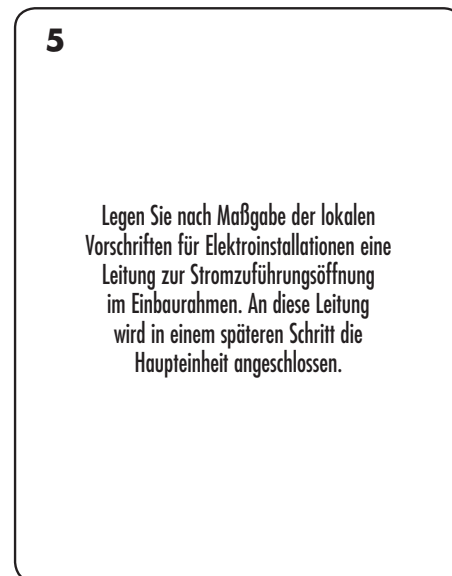 5
Legen Sie nach Maßgabe der lokalen
Vorschriften für Elektroinstallationen eine
Leitung zur Stromzuführungsöffnung
im Einbaurahmen. An diese Leitung
wird in einem späteren Schritt die
Haupteinheit angeschlossen.